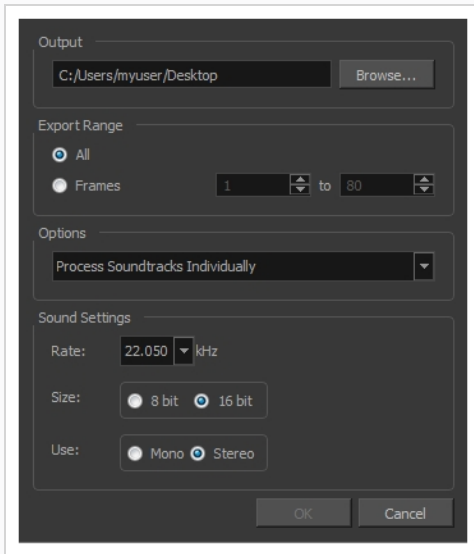 Output
C:/Users/myuser/Desktop Browse...
Export Range
All
Frames 1 to 80
Options
Process Soundtracks Individually
Sound Settings
Rate: 22.050 kHz
Size: 8 bit 16 bit
Use: Mono Stereo
OK Cancel